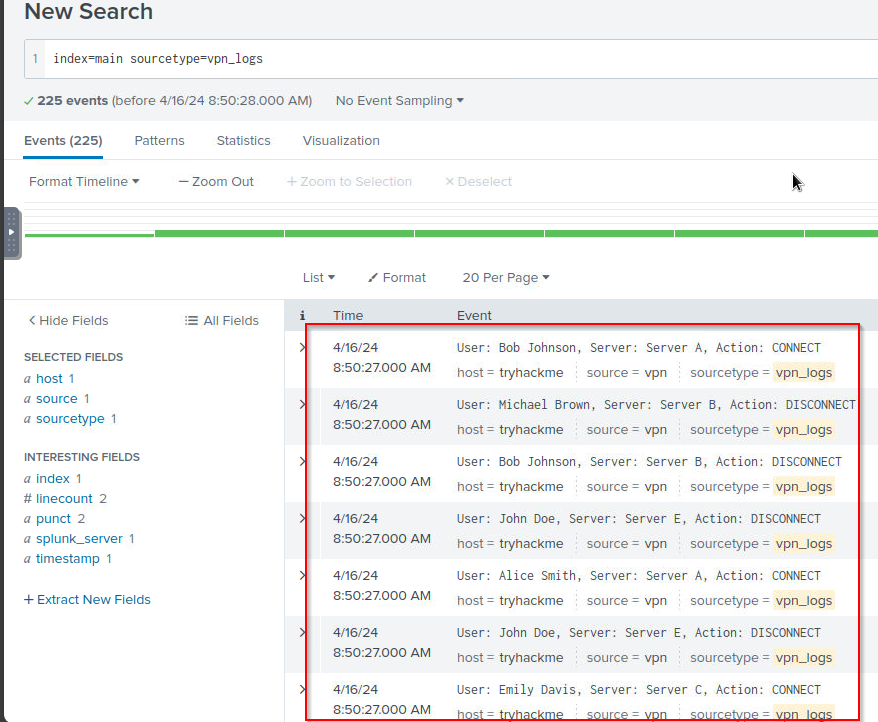 New Search
1 index=main sourcetype=vpn_logs
225 events (before 4/16/24 8:50:28.000 AM) No Event Sampling
Events (225) Patterns Statistics Visualization
Format Timeline − Zoom Out + Zoom to Selection × Deselect
List Format 20 Per Page
Hide Fields All Fields
SELECTED FIELDS
a host 1
a source 1
a sourcetype 1
INTERESTING FIELDS
a index 1
# linecount 2
a punct 2
a splunk_server 1
a timestamp 1
+ Extract New Fields
i Time Event
4/16/24 User: Bob Johnson, Server: Server A, Action: CONNECT
8:50:27.000 AM host = tryhackme source = vpn sourcetype = vpn_logs
4/16/24 User: Michael Brown, Server: Server B, Action: DISCONNECT
8:50:27.000 AM host = tryhackme source = vpn sourcetype = vpn_logs
4/16/24 User: Bob Johnson, Server: Server B, Action: DISCONNECT
8:50:27.000 AM host = tryhackme source = vpn sourcetype = vpn_logs
4/16/24 User: John Doe, Server: Server E, Action: DISCONNECT
8:50:27.000 AM host = tryhackme source = vpn sourcetype = vpn_logs
4/16/24 User: Alice Smith, Server: Server A, Action: CONNECT
8:50:27.000 AM host = tryhackme source = vpn sourcetype = vpn_logs
4/16/24 User: John Doe, Server: Server E, Action: DISCONNECT
8:50:27.000 AM host = tryhackme source = vpn sourcetype = vpn_logs
4/16/24 User: Emily Davis, Server: Server C, Action: CONNECT
8:50:27.000 AM host = tryhackme source = vpn sourcetype = vpn_logs